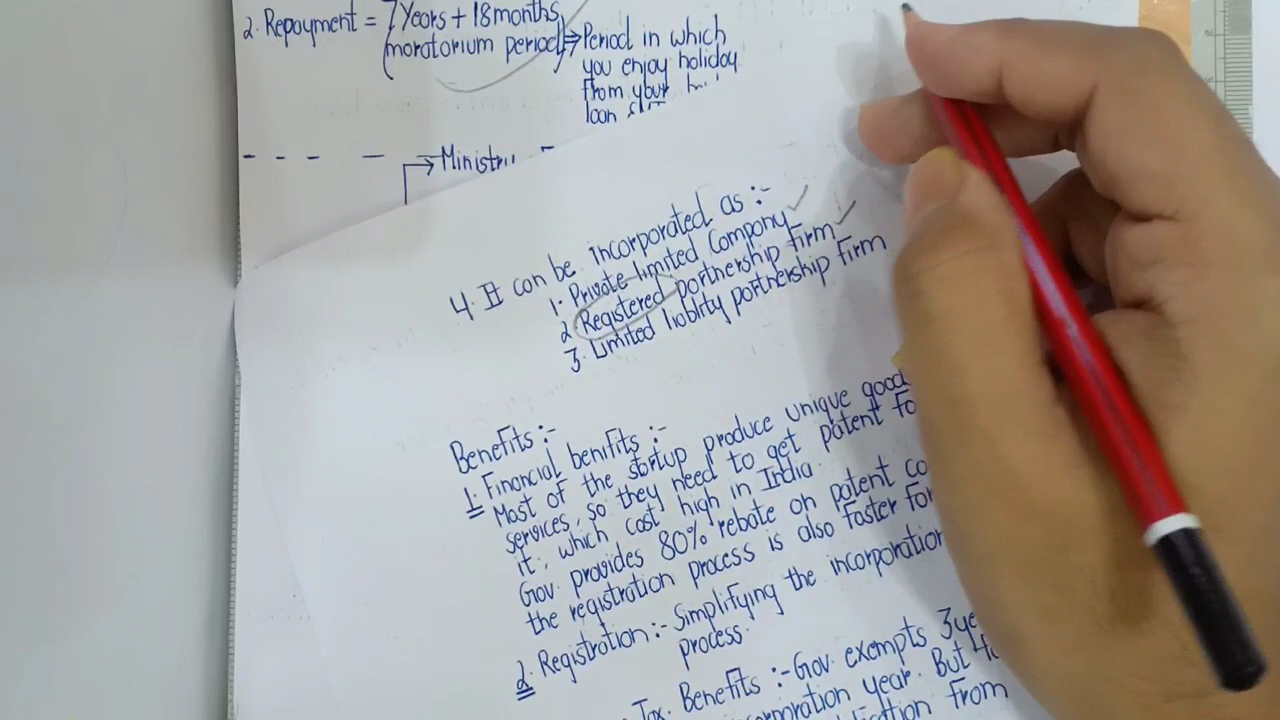 2. Repayment = 7 Years + 18 months
(moratorium period) ⇒ Period in which
you enjoy holiday
from your
loan
4. It can be incorporated as :-
1. Private limited Company
2. Registered partnership firm
3. Limited liablity partnership firm
Benefits :-
1. Financial benifits :-
Most of the startup produce unique good
services, so they need to get patent fo
it, which cost high in India.
Gov. provides 80% rebate on patent co
the registration process is also faster for
2. Registration :- Simplifying the incorporation
process.
Tax Benefits :- Gov. exempts 3 ye
year. But
from